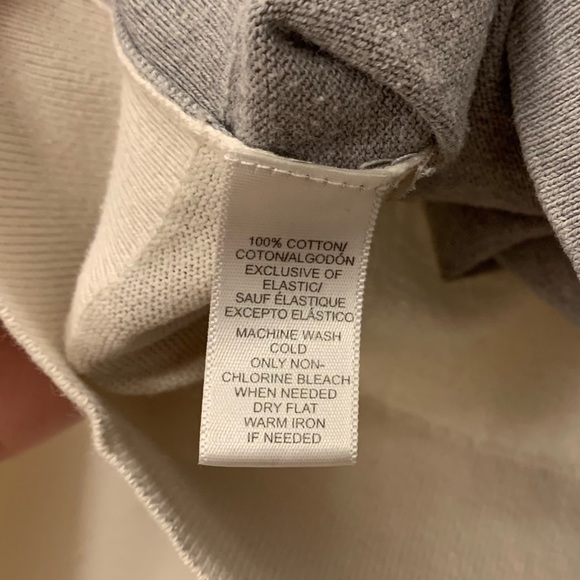 100% COTTON/
COTON/ALGODÓN
EXCLUSIVE OF
ELASTIC/
SAUF ÉLASTIQUE
EXCEPTO ELÁSTICO
MACHINE WASH
COLD
ONLY NON-
CHLORINE BLEACH
WHEN NEEDED
DRY FLAT
WARM IRON
IF NEEDED